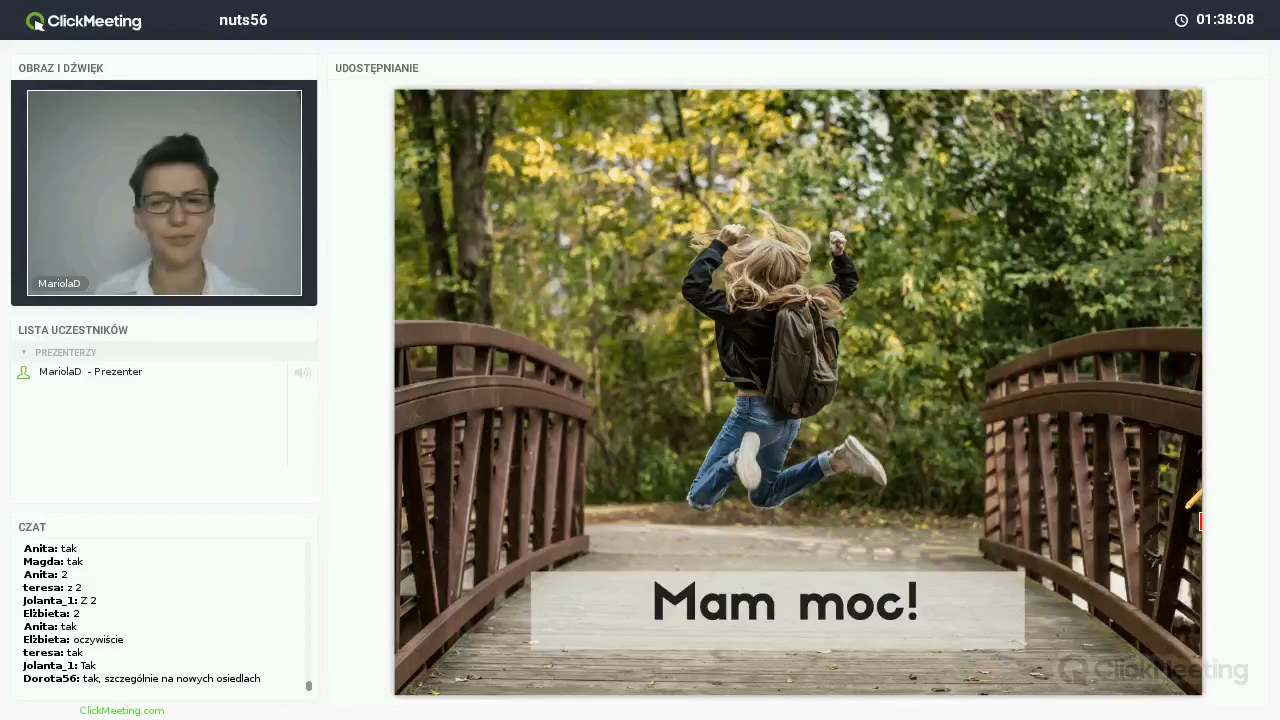 ClickMeeting
nuts56
01:38:08
OBRAZ I DŹWIĘK
MariolaD
UDOSTĘPNIANIE
LISTA UCZESTNIKÓW
PREZENTERZY
MariolaD - Prezenter
CZAT
Anita: tak
Magda: tak
Anita: 2
teresa: z 2
Jolanta_1: Z 2
Elżbieta: 2
Anita: tak
Elżbieta: oczywiście
teresa: tak
Jolanta_1: Tak
Dorota56: tak, szczególnie na nowych osiedlach
ClickMeeting.com
Mam moc!
ClickMeeting